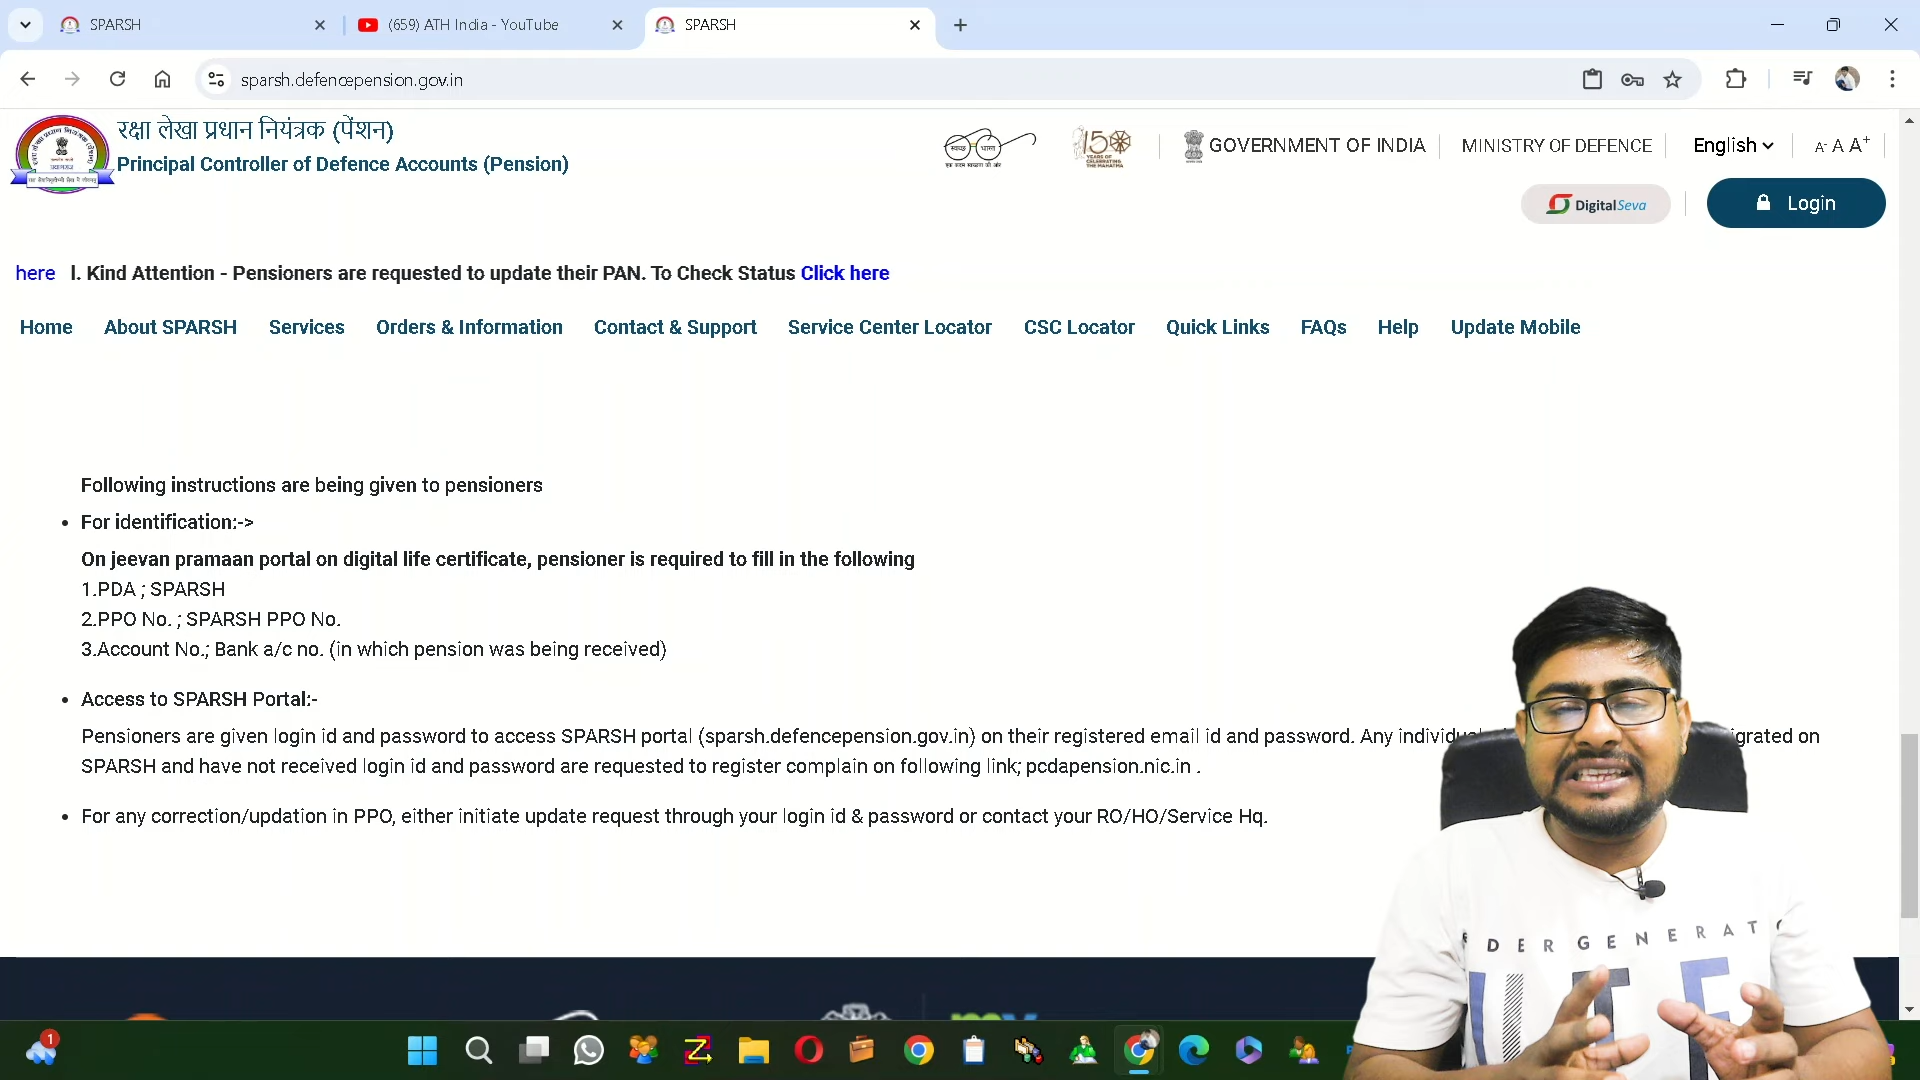 SPARSH
(659) ATH India - YouTube
SPARSH
sparsh.defencepension.gov.in
रक्षा लेखा प्रधान नियंत्रक (पेंशन)
Principal Controller of Defence Accounts (Pension)
GOVERNMENT OF INDIA
MINISTRY OF DEFENCE
English
A- A A+
DigitalSeva
Login
here l. Kind Attention - Pensioners are requested to update their PAN. To Check Status Click here
Home About SPARSH Services Orders & Information Contact & Support Service Center Locator CSC Locator Quick Links FAQs Help Update Mobile
Following instructions are being given to pensioners
For identification:->
On jeevan pramaan portal on digital life certificate, pensioner is required to fill in the following
1.PDA ; SPARSH
2.PPO No. ; SPARSH PPO No.
3.Account No.; Bank a/c no. (in which pension was being received)
Access to SPARSH Portal:-
Pensioners are given login id and password to access SPARSH portal (sparsh.defencepension.gov.in) on their registered email id and password. Any individu grated on
SPARSH and have not received login id and password are requested to register complain on following link; pcdapension.nic.in .
For any correction/updation in PPO, either initiate update request through your login id & password or contact your RO/HO/Service Hq.
DERGENERAT
1